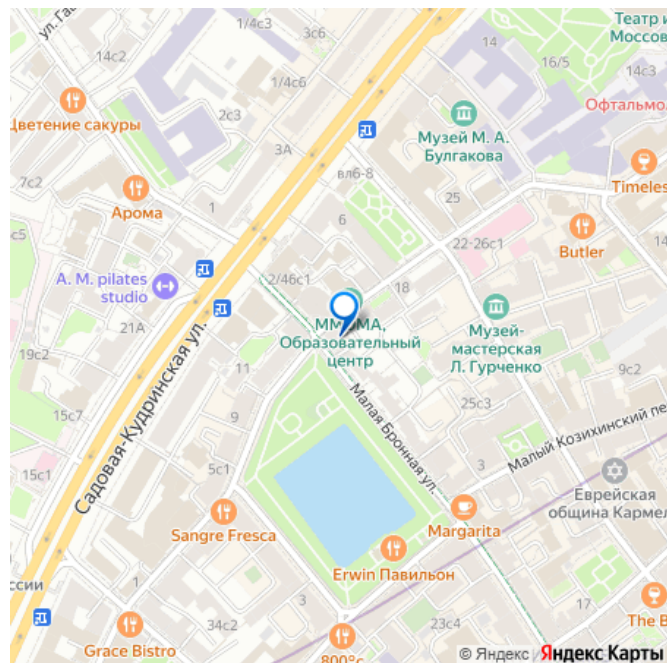 ул. Га
1/4с3
3с6
14
Театр и
Моссов
14с2
16/5
14с3
1/4с6
Офтальмол
Цветение сакуры
2с3
Музей М. А.
Булгакова
3А
вл6-8
Timeles
7с2
Арома
1
25
6
с5
22-26с1
Butler
A. M. pilates
studio
2/46с1
18
ММОМА,
Образовательный
центр
Музей-
мастерская
Л. Гурченко
21А
19с2
11
Малая Бронная ул.
9с2
Садовая-Кудринская ул.
15с7
9
25с3
Малый Козихинский пе
3
15с1
5с1
Еврейская
община Кармел
Sangre Fresca
Margarita
Erwin Павильон
ссии
3
34с2
23с4
The B
Grace Bistro
1
800°с
© Яндекс Яндекс Карты